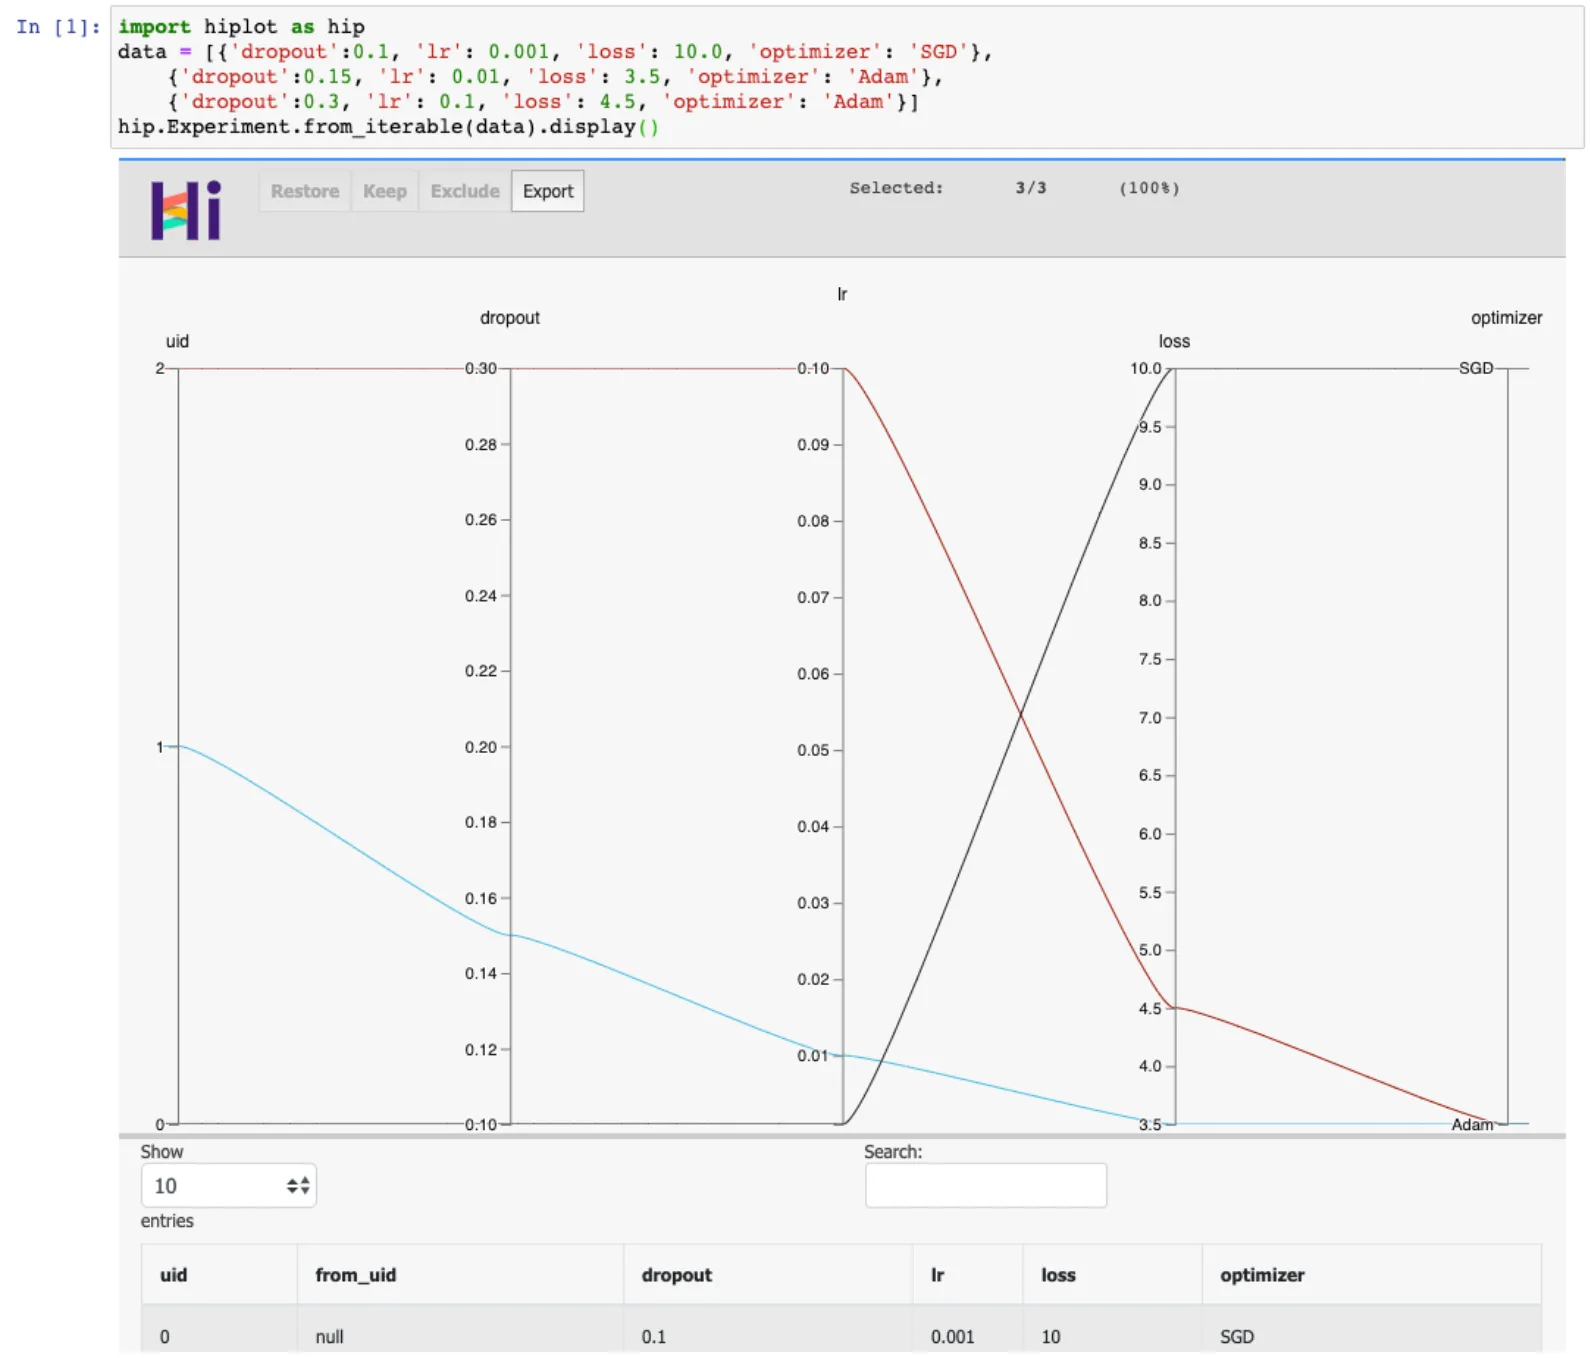 In [1]: import hiplot as hip
data = [{'dropout':0.1, 'lr': 0.001, 'loss': 10.0, 'optimizer': 'SGD'},
{'dropout':0.15, 'lr': 0.01, 'loss': 3.5, 'optimizer': 'Adam'},
{'dropout':0.3, 'lr': 0.1, 'loss': 4.5, 'optimizer': 'Adam'}]
hip.Experiment.from_iterable(data).display()
Hi Restore Keep Exclude Export Selected: 3/3 (100%)
lr
dropout optimizer
uid loss
2 0.30 0.10 10.0 SGD
9.5
0.28 0.09
9.0
0.26 0.08
8.5
0.24 0.07 8.0
0.22 0.06 7.5
7.0
1 0.20 0.05
6.5
0.18 0.04 6.0
0.16 0.03 5.5
5.0
0.14 0.02
4.5
0.12 0.01 4.0
0 0.10 3.5 Adam
Show Search:
10
entries
uid from_uid dropout lr loss optimizer
0 null 0.1 0.001 10 SGD